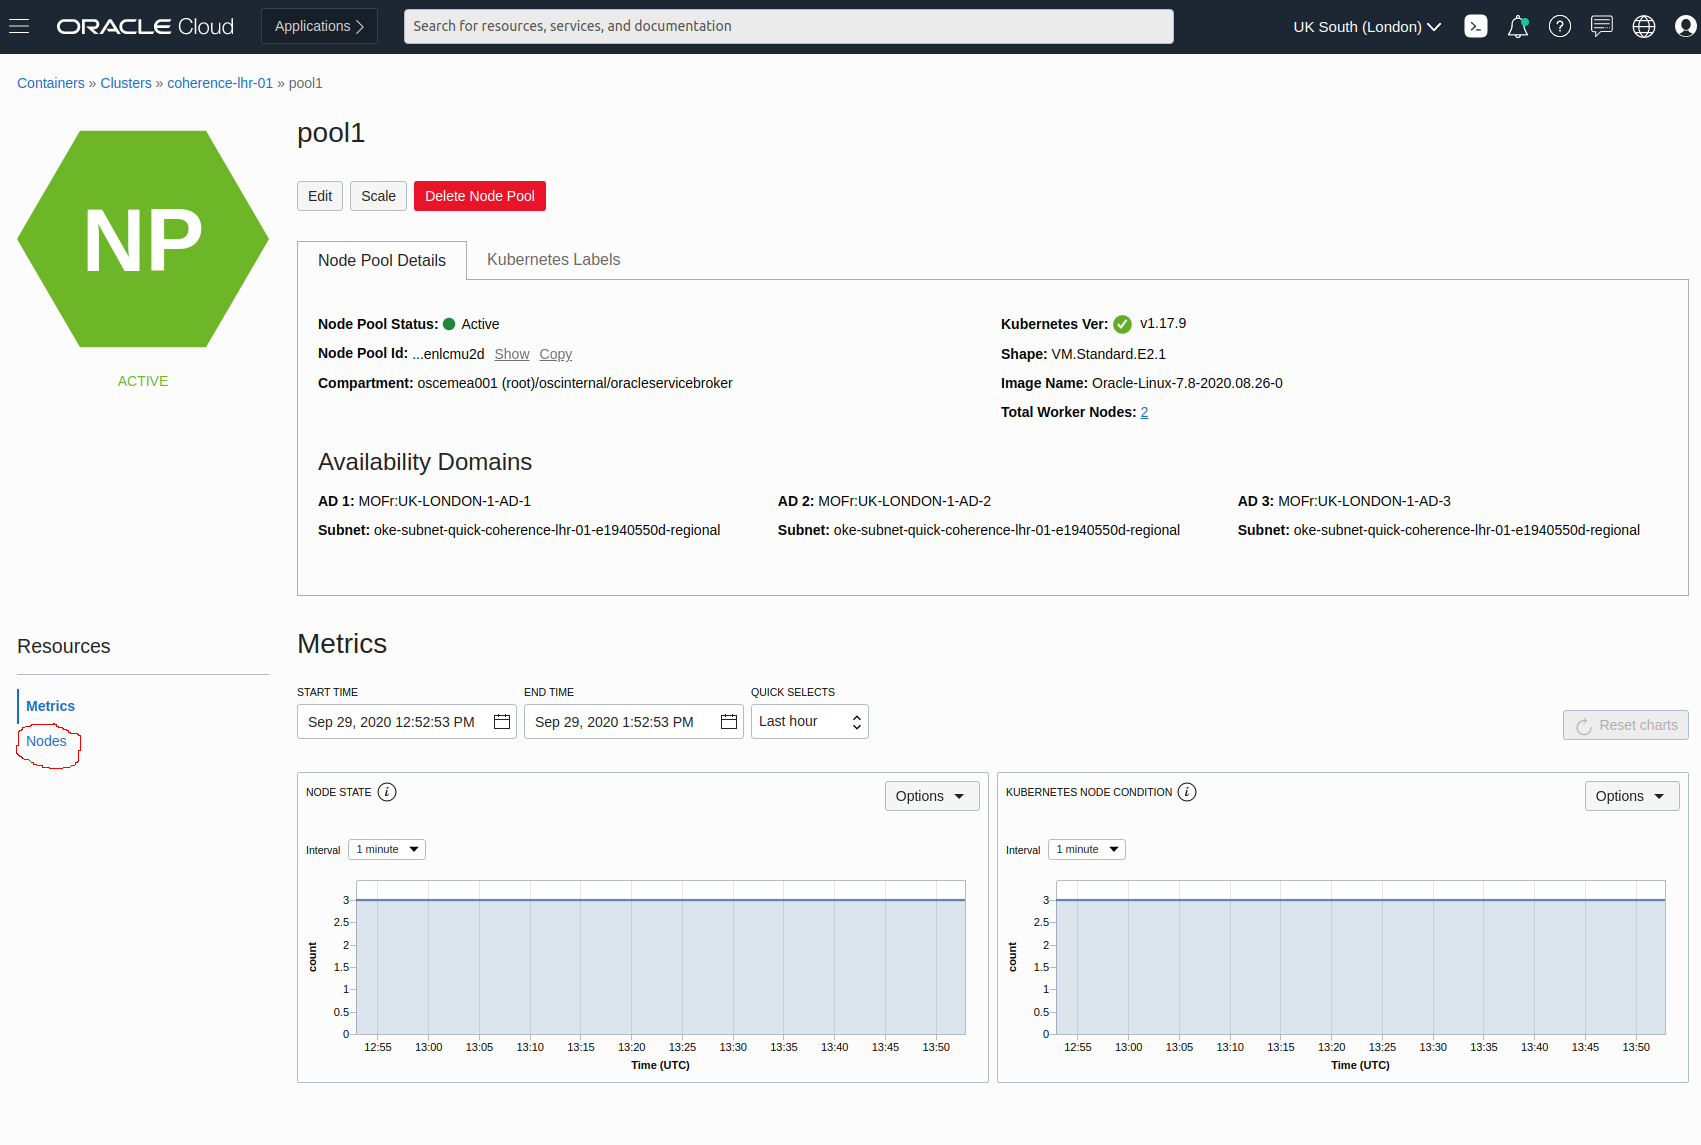 ORACLE Cloud
Applications
Search for resources, services, and documentation
UK South (London)
Containers » Clusters » coherence-lhr-01 » pool1
NP
ACTIVE
pool1
Edit
Scale
Delete Node Pool
Node Pool Details
Kubernetes Labels
Node Pool Status: Active
Node Pool Id: ...enlcmu2d Show Copy
Compartment: oscemea001 (root)/oscinternal/oracleservicebroker
Kubernetes Ver: v1.17.9
Shape: VM.Standard.E2.1
Image Name: Oracle-Linux-7.8-2020.08.26-0
Total Worker Nodes: 2
Availability Domains
AD 1: MOFr:UK-LONDON-1-AD-1
Subnet: oke-subnet-quick-coherence-lhr-01-e1940550d-regional
AD 2: MOFr:UK-LONDON-1-AD-2
Subnet: oke-subnet-quick-coherence-lhr-01-e1940550d-regional
AD 3: MOFr:UK-LONDON-1-AD-3
Subnet: oke-subnet-quick-coherence-lhr-01-e1940550d-regional
Resources
Metrics
Nodes
Metrics
START TIME
Sep 29, 2020 12:52:53 PM
END TIME
Sep 29, 2020 1:52:53 PM
QUICK SELECTS
Last hour
Reset charts
NODE STATE i
Options
Interval 1 minute
count
3
2.5
2
1.5
1
0.5
0
12:55 13:00 13:05 13:10 13:15 13:20 13:25 13:30 13:35 13:40 13:45 13:50
Time (UTC)
KUBERNETES NODE CONDITION i
Options
Interval 1 minute
count
3
2.5
2
1.5
1
0.5
0
12:55 13:00 13:05 13:10 13:15 13:20 13:25 13:30 13:35 13:40 13:45 13:50
Time (UTC)